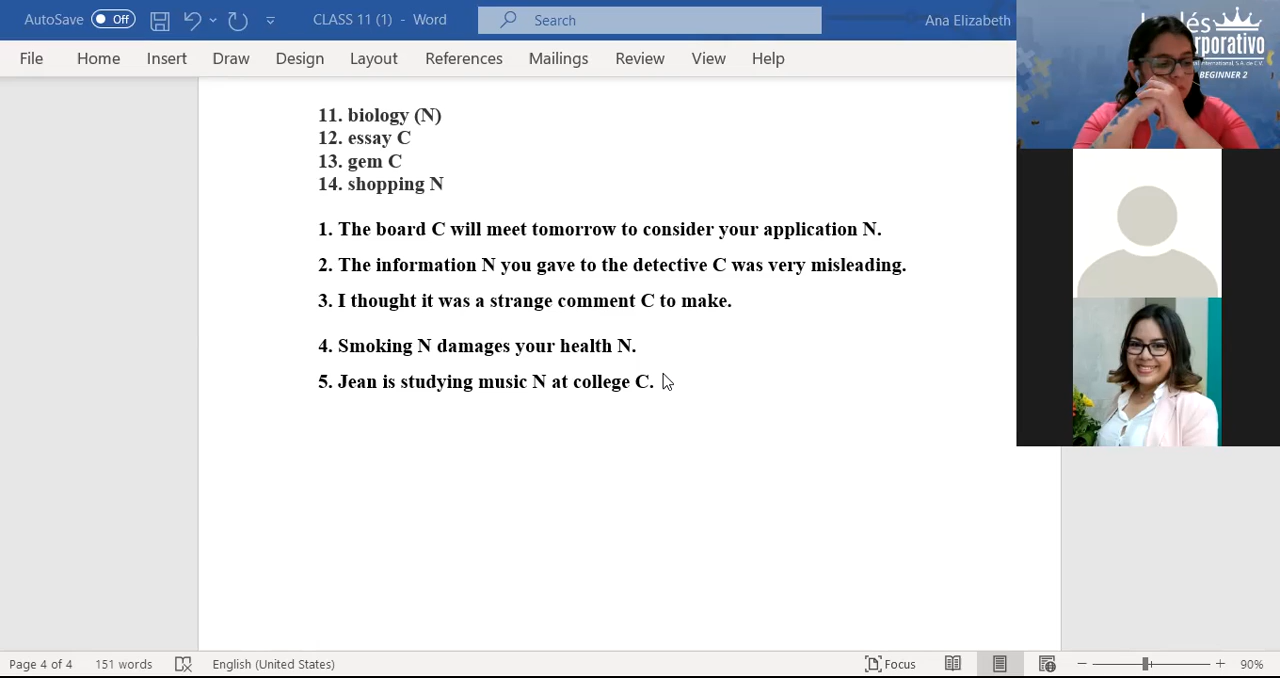 AutoSave Off CLASS 11 (1) - Word Search Ana Elizabeth
File Home Insert Draw Design Layout References Mailings Review View Help
Inglés
rporativo
BEGINNER 2
11. biology (N)
12. essay C
13. gem C
14. shopping N
1. The board C will meet tomorrow to consider your application N.
2. The information N you gave to the detective C was very misleading.
3. I thought it was a strange comment C to make.
4. Smoking N damages your health N.
5. Jean is studying music N at college C.
Page 4 of 4 151 words English (United States) Focus 90%